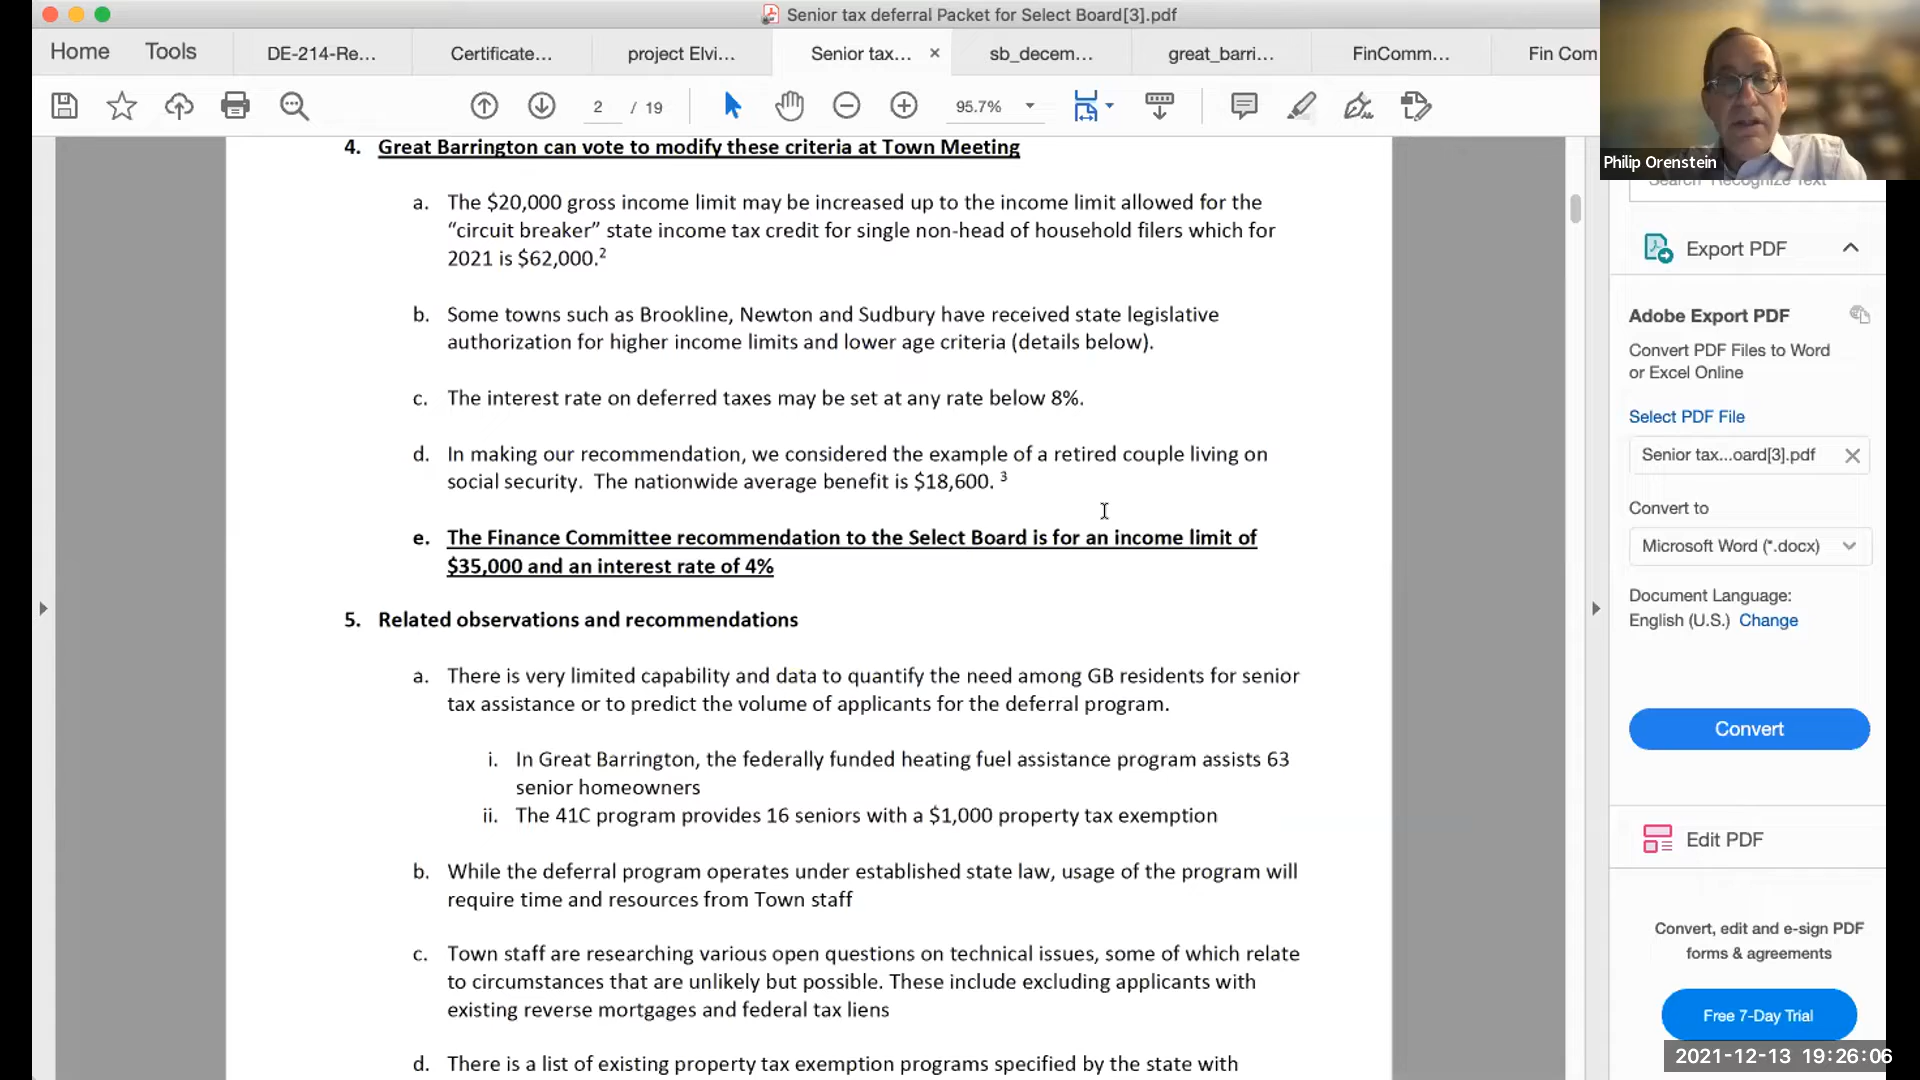 Senior tax deferral Packet for Select Board[3].pdf
Home
Tools
DE-214-Re...
Certificate...
project Elvi...
Senior tax...
sb_decem...
great_barri...
FinComm...
Fin Com
2 / 19
95.7%
Philip Orenstein
4. Great Barrington can vote to modify these criteria at Town Meeting
a. The $20,000 gross income limit may be increased up to the income limit allowed for the
“circuit breaker” state income tax credit for single non-head of household filers which for
2021 is $62,000.2
b. Some towns such as Brookline, Newton and Sudbury have received state legislative
authorization for higher income limits and lower age criteria (details below).
c. The interest rate on deferred taxes may be set at any rate below 8%.
d. In making our recommendation, we considered the example of a retired couple living on
social security. The nationwide average benefit is $18,600. 3
e. The Finance Committee recommendation to the Select Board is for an income limit of
$35,000 and an interest rate of 4%
5. Related observations and recommendations
a. There is very limited capability and data to quantify the need among GB residents for senior
tax assistance or to predict the volume of applicants for the deferral program.
i. In Great Barrington, the federally funded heating fuel assistance program assists 63
senior homeowners
ii. The 41C program provides 16 seniors with a $1,000 property tax exemption
b. While the deferral program operates under established state law, usage of the program will
require time and resources from Town staff
c. Town staff are researching various open questions on technical issues, some of which relate
to circumstances that are unlikely but possible. These include excluding applicants with
existing reverse mortgages and federal tax liens
d. There is a list of existing property tax exemption programs specified by the state with
Search "Recognize Text"
Export PDF
Adobe Export PDF
Convert PDF Files to Word
or Excel Online
Select PDF File
Senior tax...oard[3].pdf
Convert to
Microsoft Word (*.docx)
Document Language:
English (U.S.) Change
Convert
Edit PDF
Convert, edit and e-sign PDF
forms & agreements
Free 7-Day Trial
2021-12-13 19:26:06